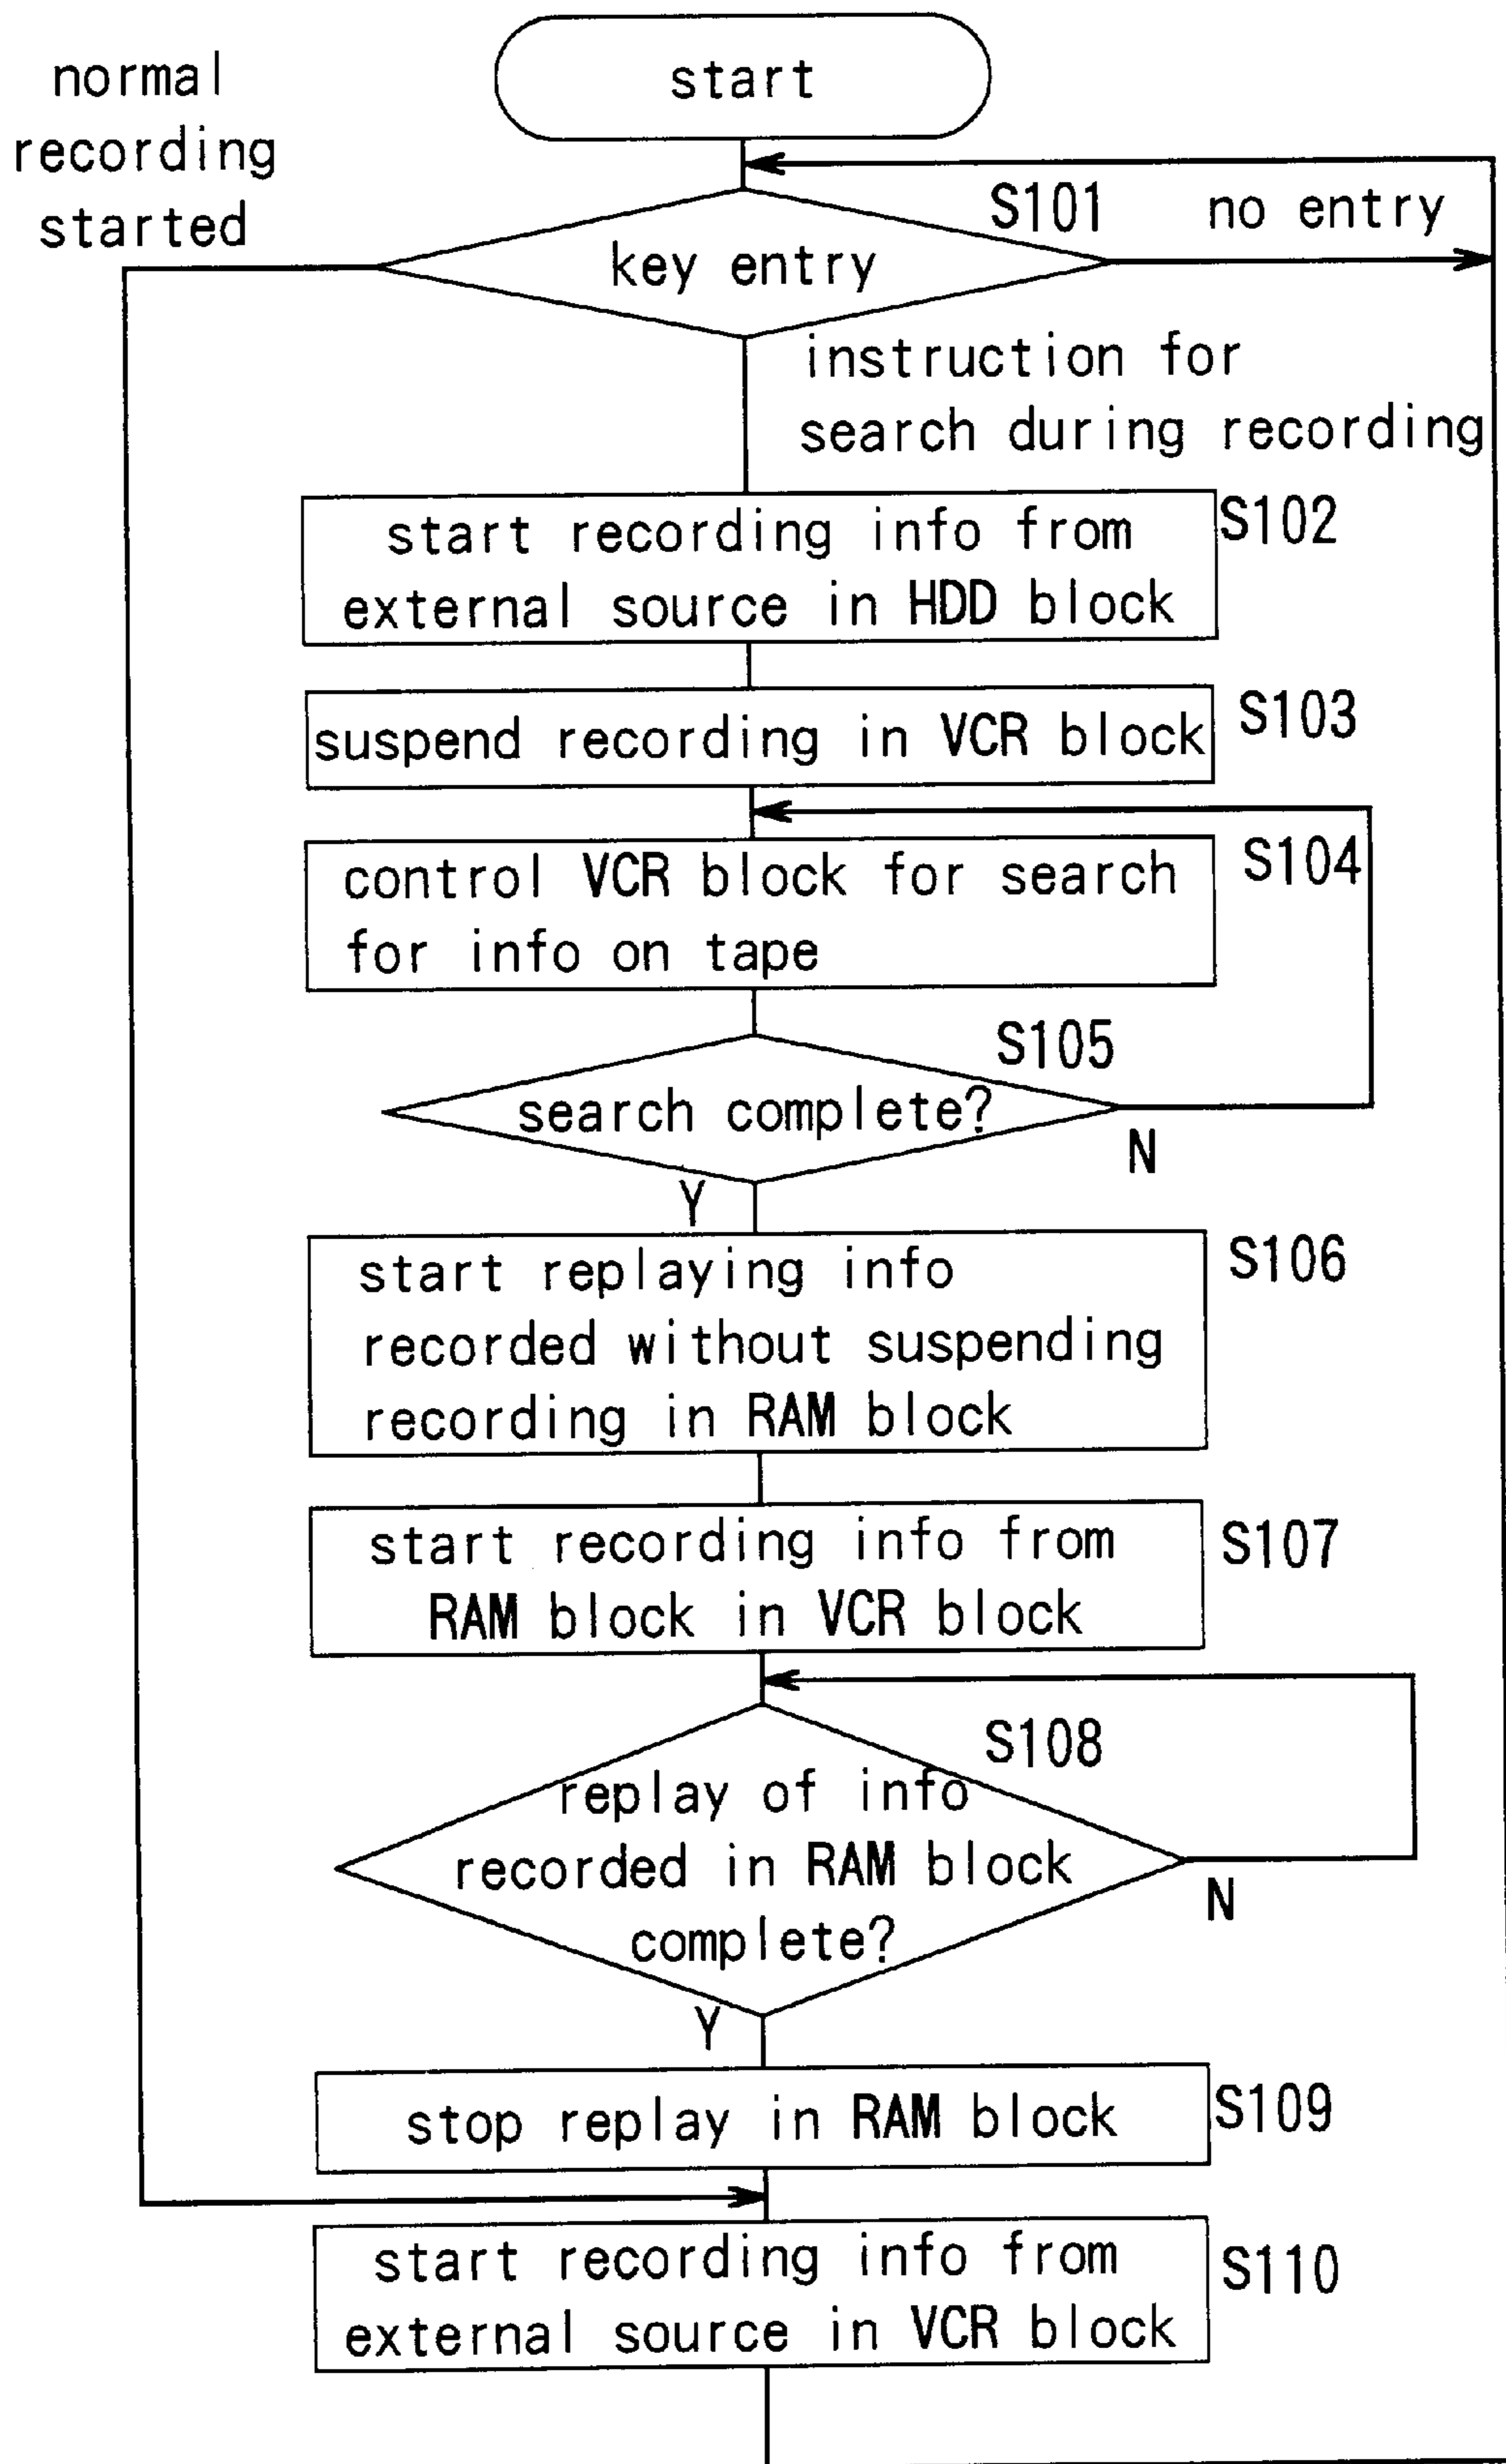 start
normal
recording
started
S101
no entry
key entry
instruction for
search during recording
S102
start recording info from
external source in HDD block
S103
suspend recording in VCR block
S104
control VCR block for search
for info on tape
S105
search complete?
N
Y
S106
start replaying info
recorded without suspending
recording in RAM block
S107
start recording info from
RAM block in VCR block
S108
replay of info
recorded in RAM block
complete?
N
Y
S109
stop replay in RAM block
S110
start recording info from
external source in VCR block